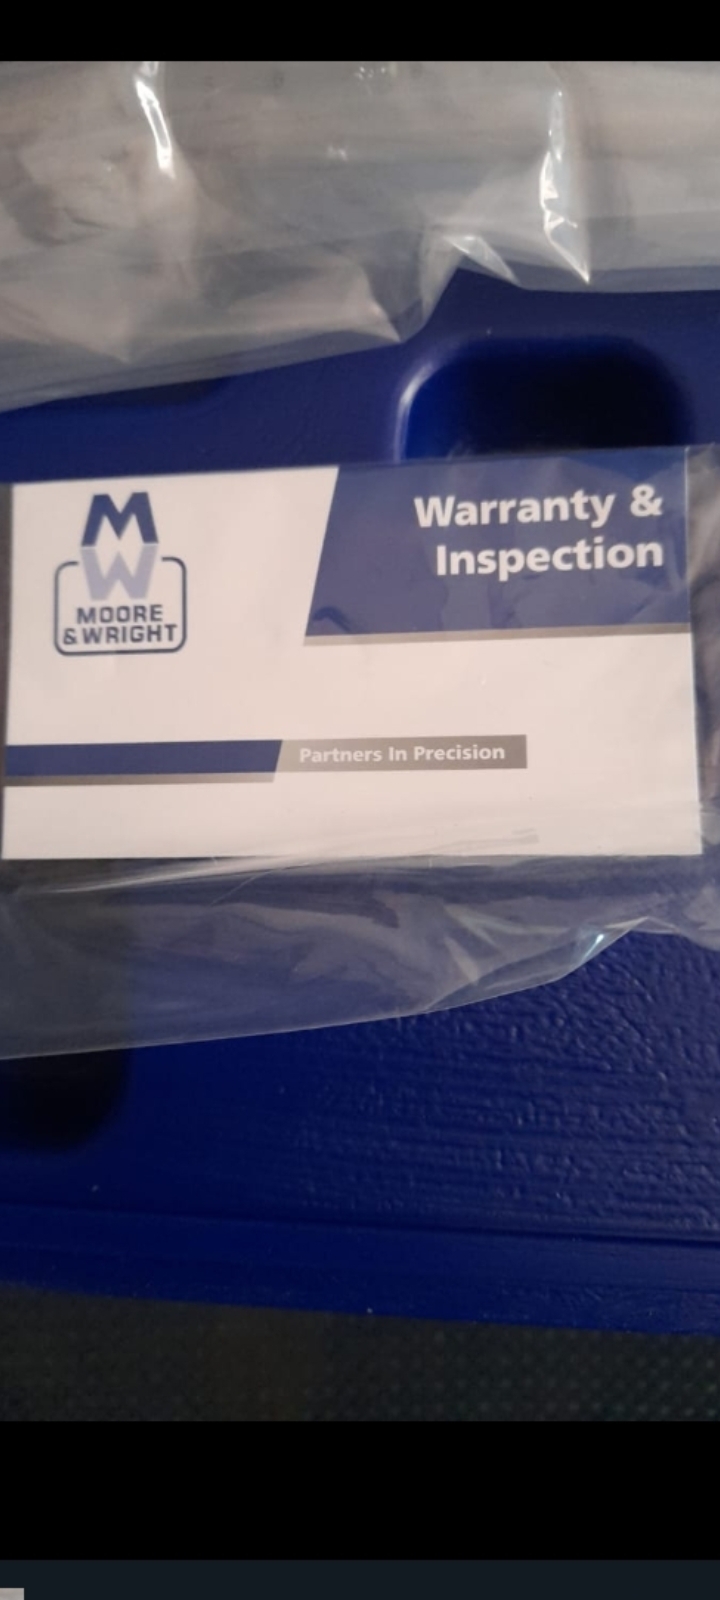 Warranty &
Inspection
MW
MOORE
& WRIGHT
Partners In Precision